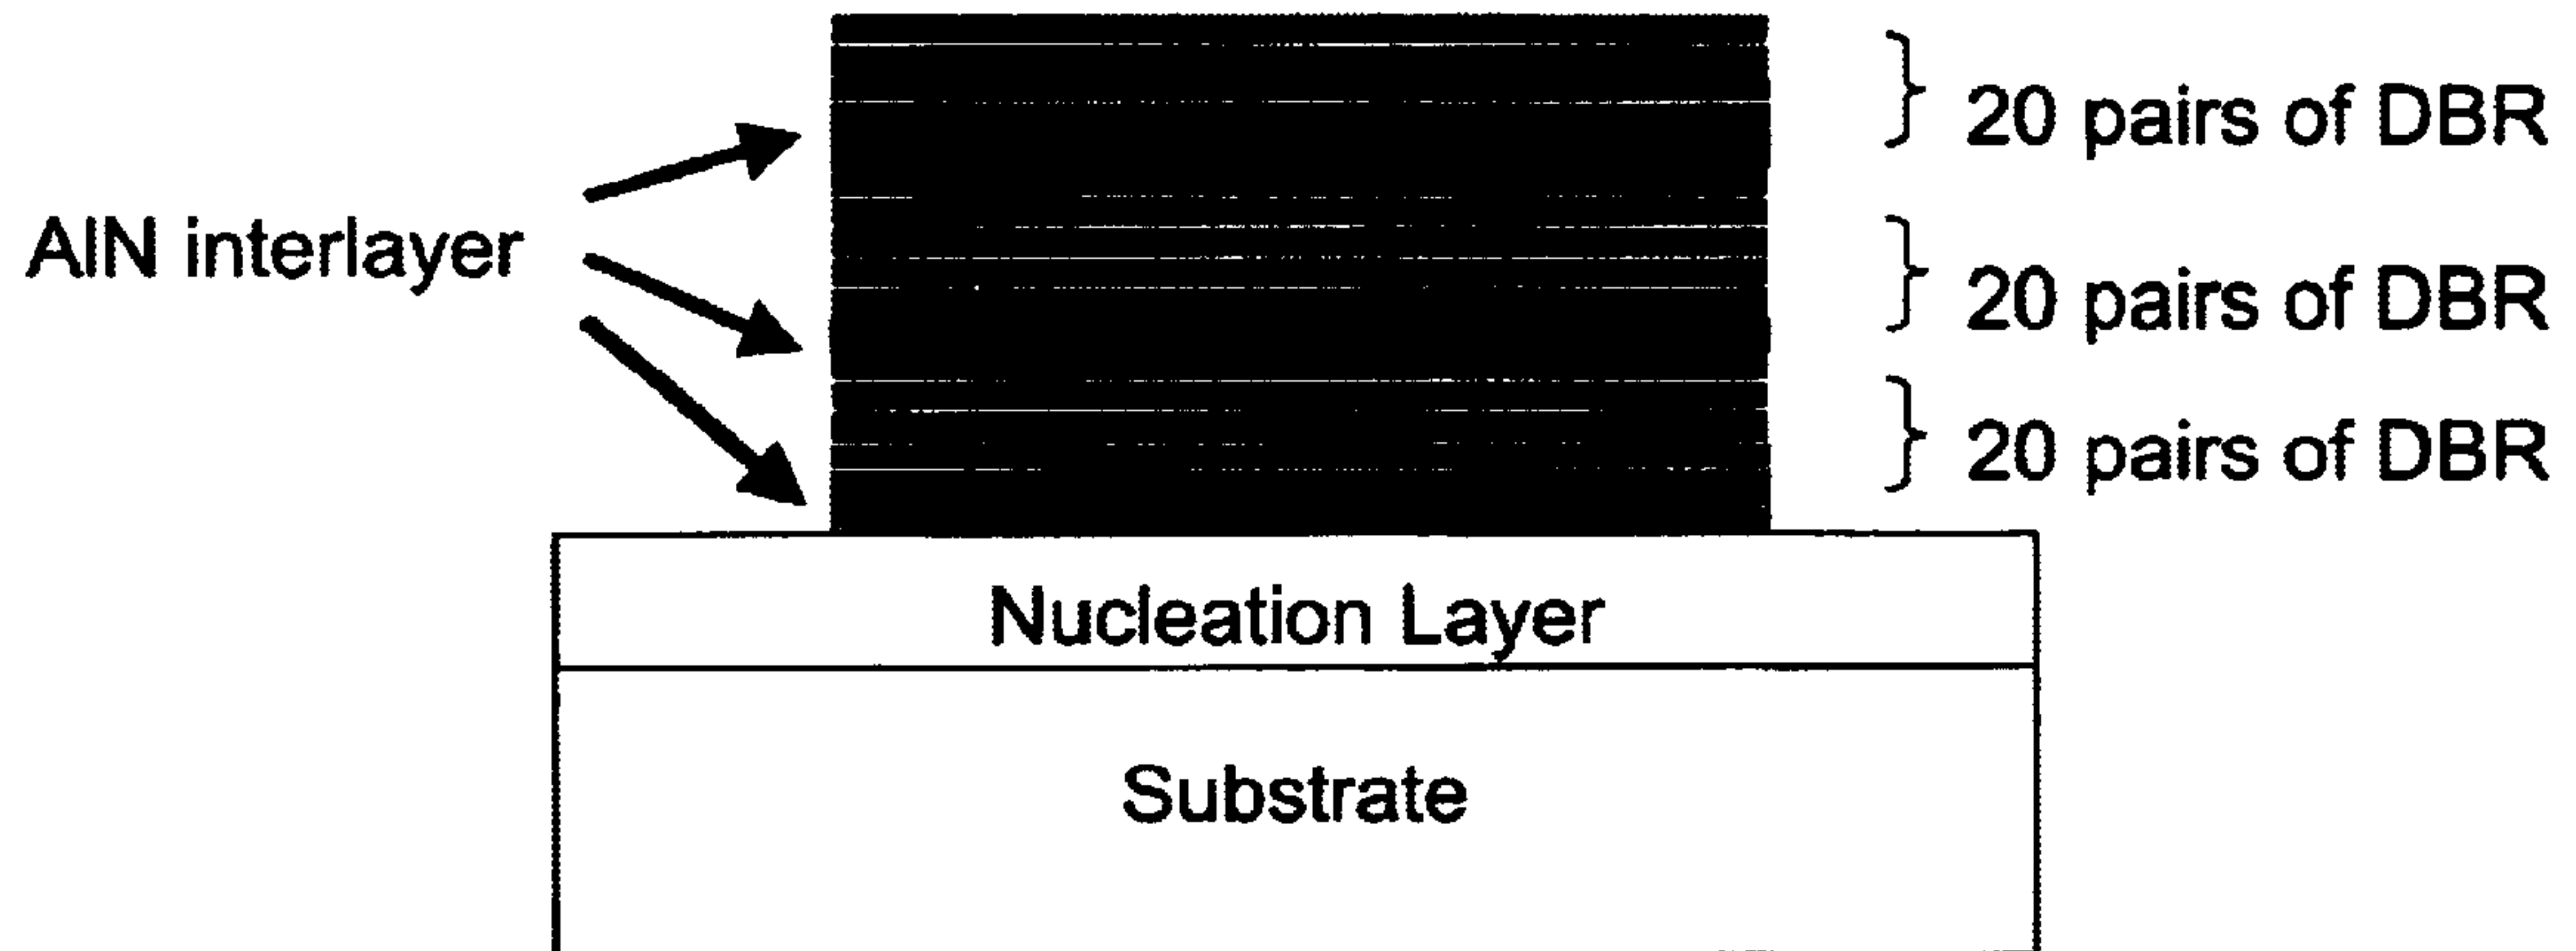 20 pairs of DBR
AlN interlayer
20 pairs of DBR
20 pairs of DBR
Nucleation Layer
Substrate